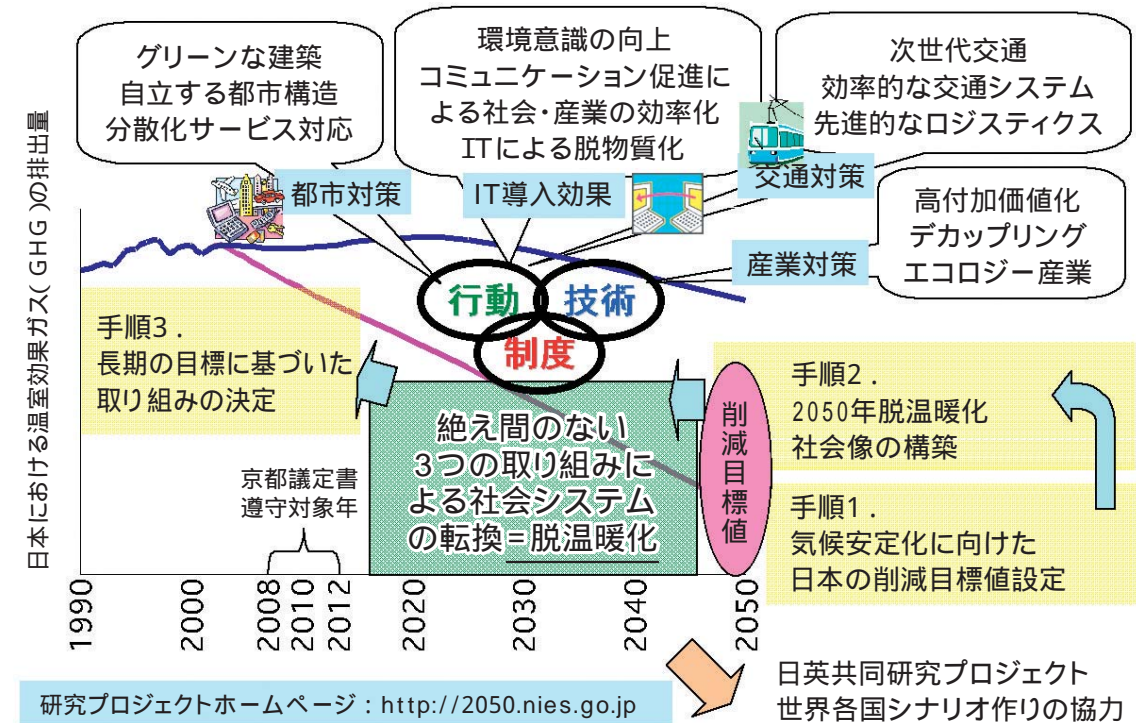 グリーンな建築
自立する都市構造
分散化サービス対応
環境意識の向上
コミュニケーション促進に
よる社会・産業の効率化
ITによる脱物質化
次世代交通
効率的な交通システム
先進的なロジスティクス
都市対策
IT導入効果
交通対策
高付加価値化
デカップリング
エコロジー産業
産業対策
日本における温室効果ガス(GHG)の排出量
行動
技術
制度
手順3．
長期の目標に基づいた
取り組みの決定
手順2．
2050年脱温暖化
社会像の構築
削減目標値
絶え間のない
3つの取り組みに
よる社会システム
の転換=脱温暖化
京都議定書
遵守対象年
手順1．
気候安定化に向けた
日本の削減目標値設定
1990
2000
2008
2010
2012
2020
2030
2040
2050
日英共同研究プロジェクト
世界各国シナリオ作りの協力
研究プロジェクトホームページ：http://2050.nies.go.jp